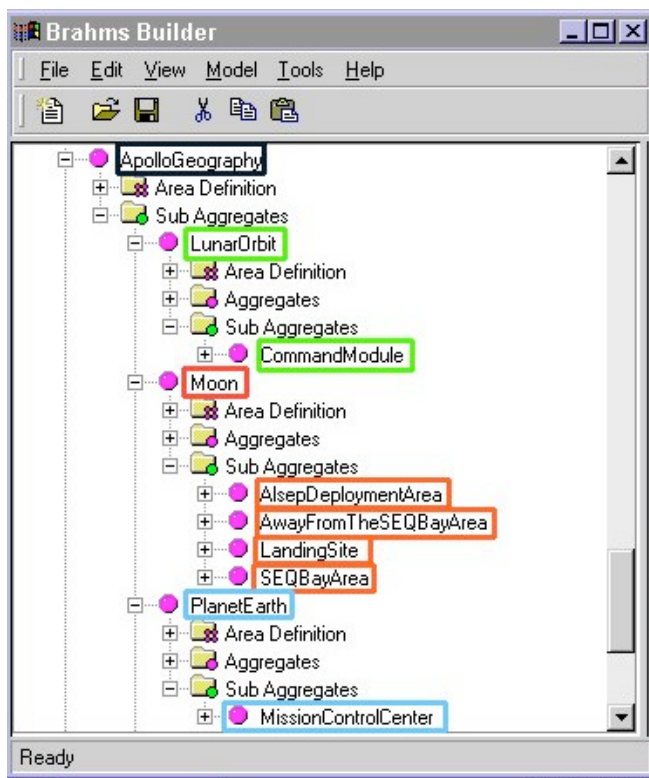 Brahms Builder
File Edit View Model Tools Help
ApolloGeography
Area Definition
Sub Aggregates
LunarOrbit
Area Definition
Aggregates
Sub Aggregates
CommandModule
Moon
Area Definition
Aggregates
Sub Aggregates
AlsepDeploymentArea
AwayFromTheSEQBayArea
LandingSite
SEQBayArea
PlanetEarth
Area Definition
Aggregates
Sub Aggregates
MissionControlCenter
Ready